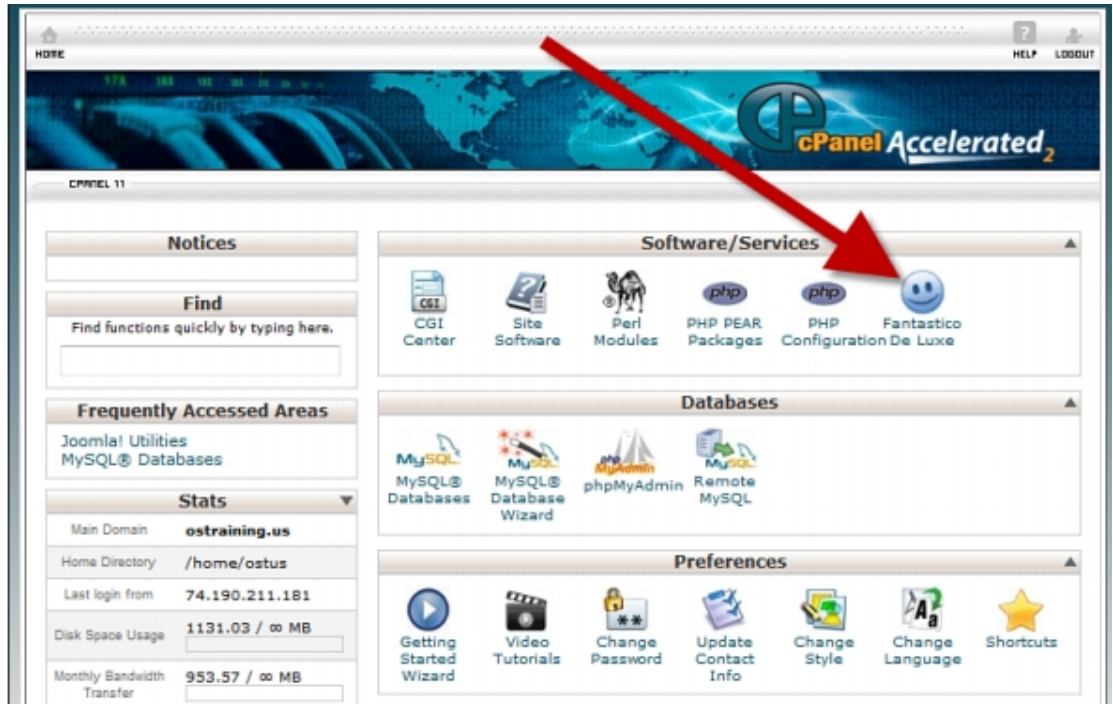 HOME
HELP LOGOUT
cPanel Accelerated2
CPANEL 11
Notices
Find
Find functions quickly by typing here.
Frequently Accessed Areas
Joomla! Utilities
MySQL® Databases
Stats
Main Domain ostraining.us
Home Directory /home/ostus
Last login from 74.190.211.181
Disk Space Usage 1131.03 / ∞ MB
Monthly Bandwidth
Transfer
953.57 / ∞ MB
Software/Services
CGI
CGI
Center
Site
Software
Perl
Modules
php
PHP PEAR
Packages
php
PHP
Configuration
Fantastico
De Luxe
Databases
MySQL
MySQL®
Databases
MySQL
MySQL®
Database
Wizard
php
MyAdmin
phpMyAdmin
MySQL
Remote
MySQL
Preferences
Getting
Started
Wizard
Video
Tutorials
**
Change
Password
Update
Contact
Info
Change
Style
A a
Change
Language
Shortcuts